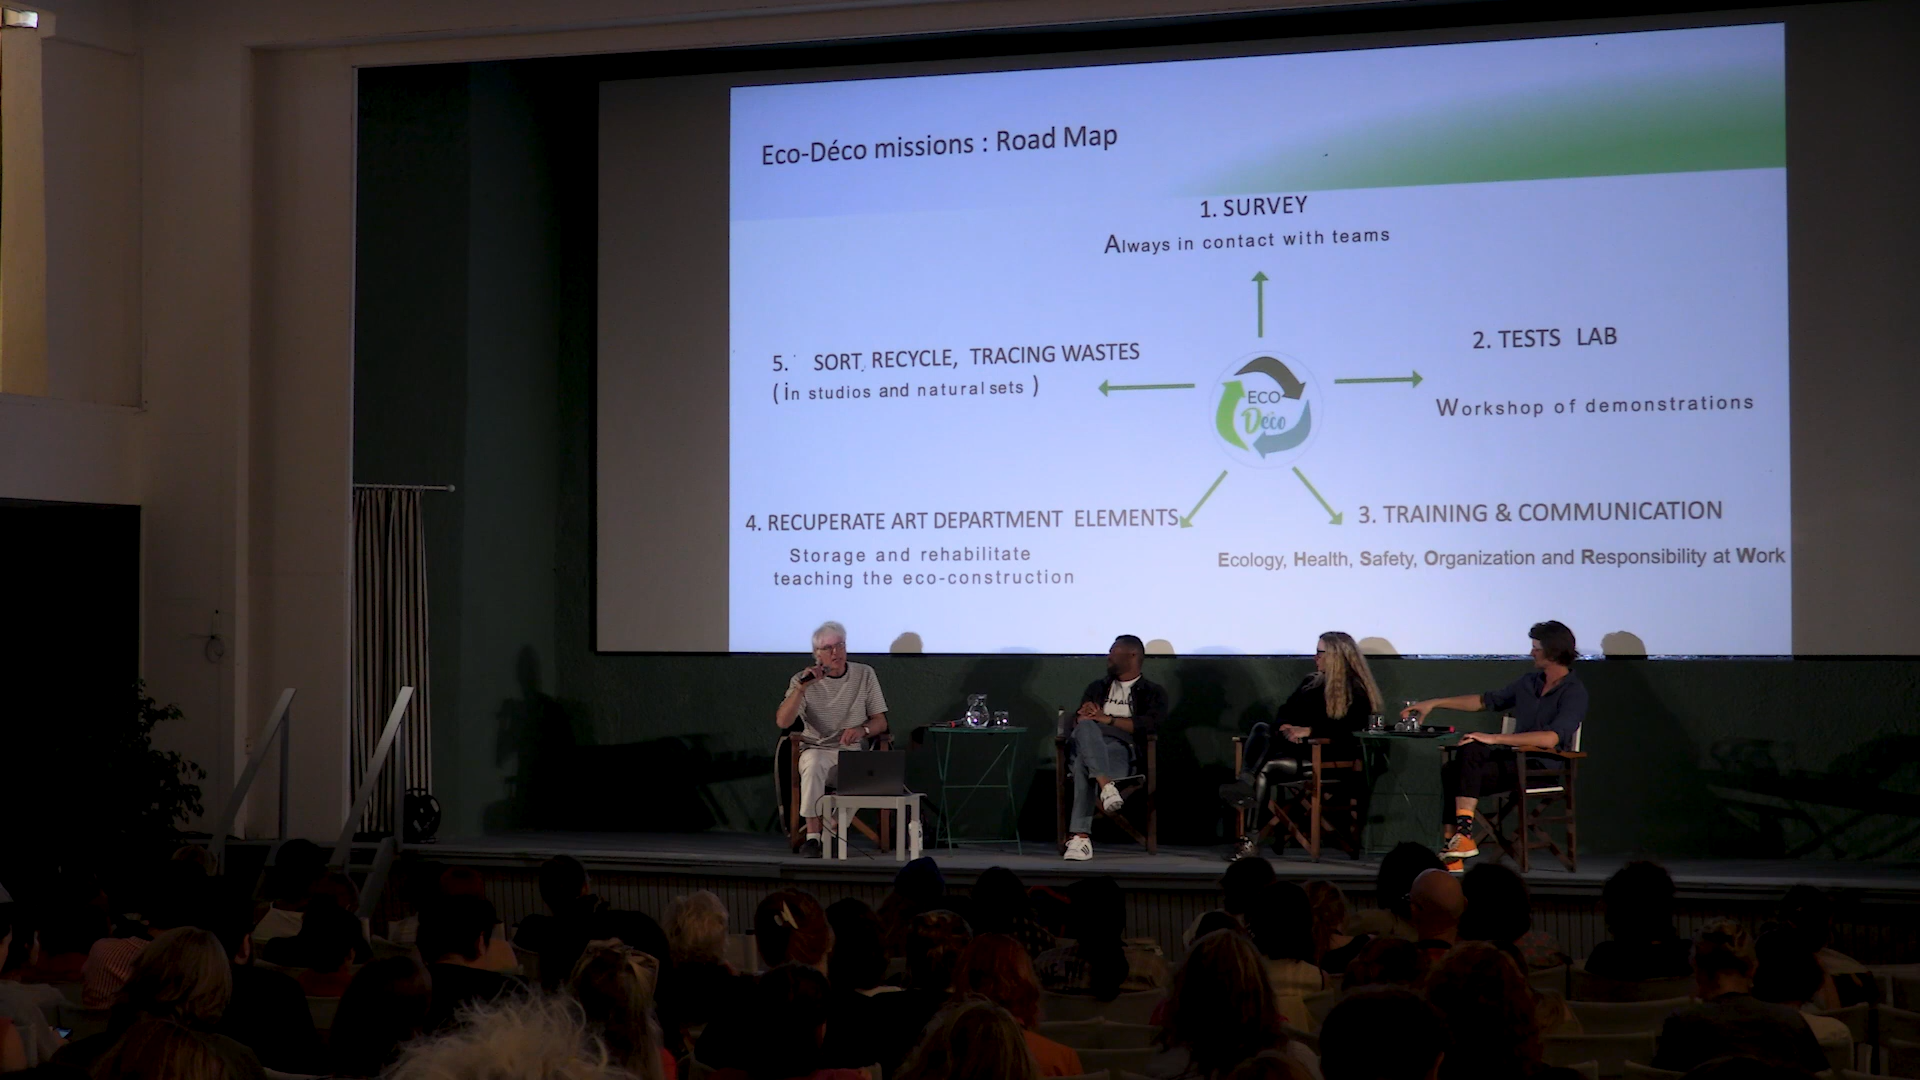 Eco-Déco missions : Road Map
1. SURVEY
Always in contact with teams
2. TESTS LAB
Workshop of demonstrations
3. TRAINING & COMMUNICATION
Ecology, Health, Safety, Organization and Responsibility at Work
4. RECUPERATE ART DEPARTMENT ELEMENTS
Storage and rehabilitate
teaching the eco-construction
5. SORT, RECYCLE, TRACING WASTES
( in studios and natural sets )
ECO
Déco